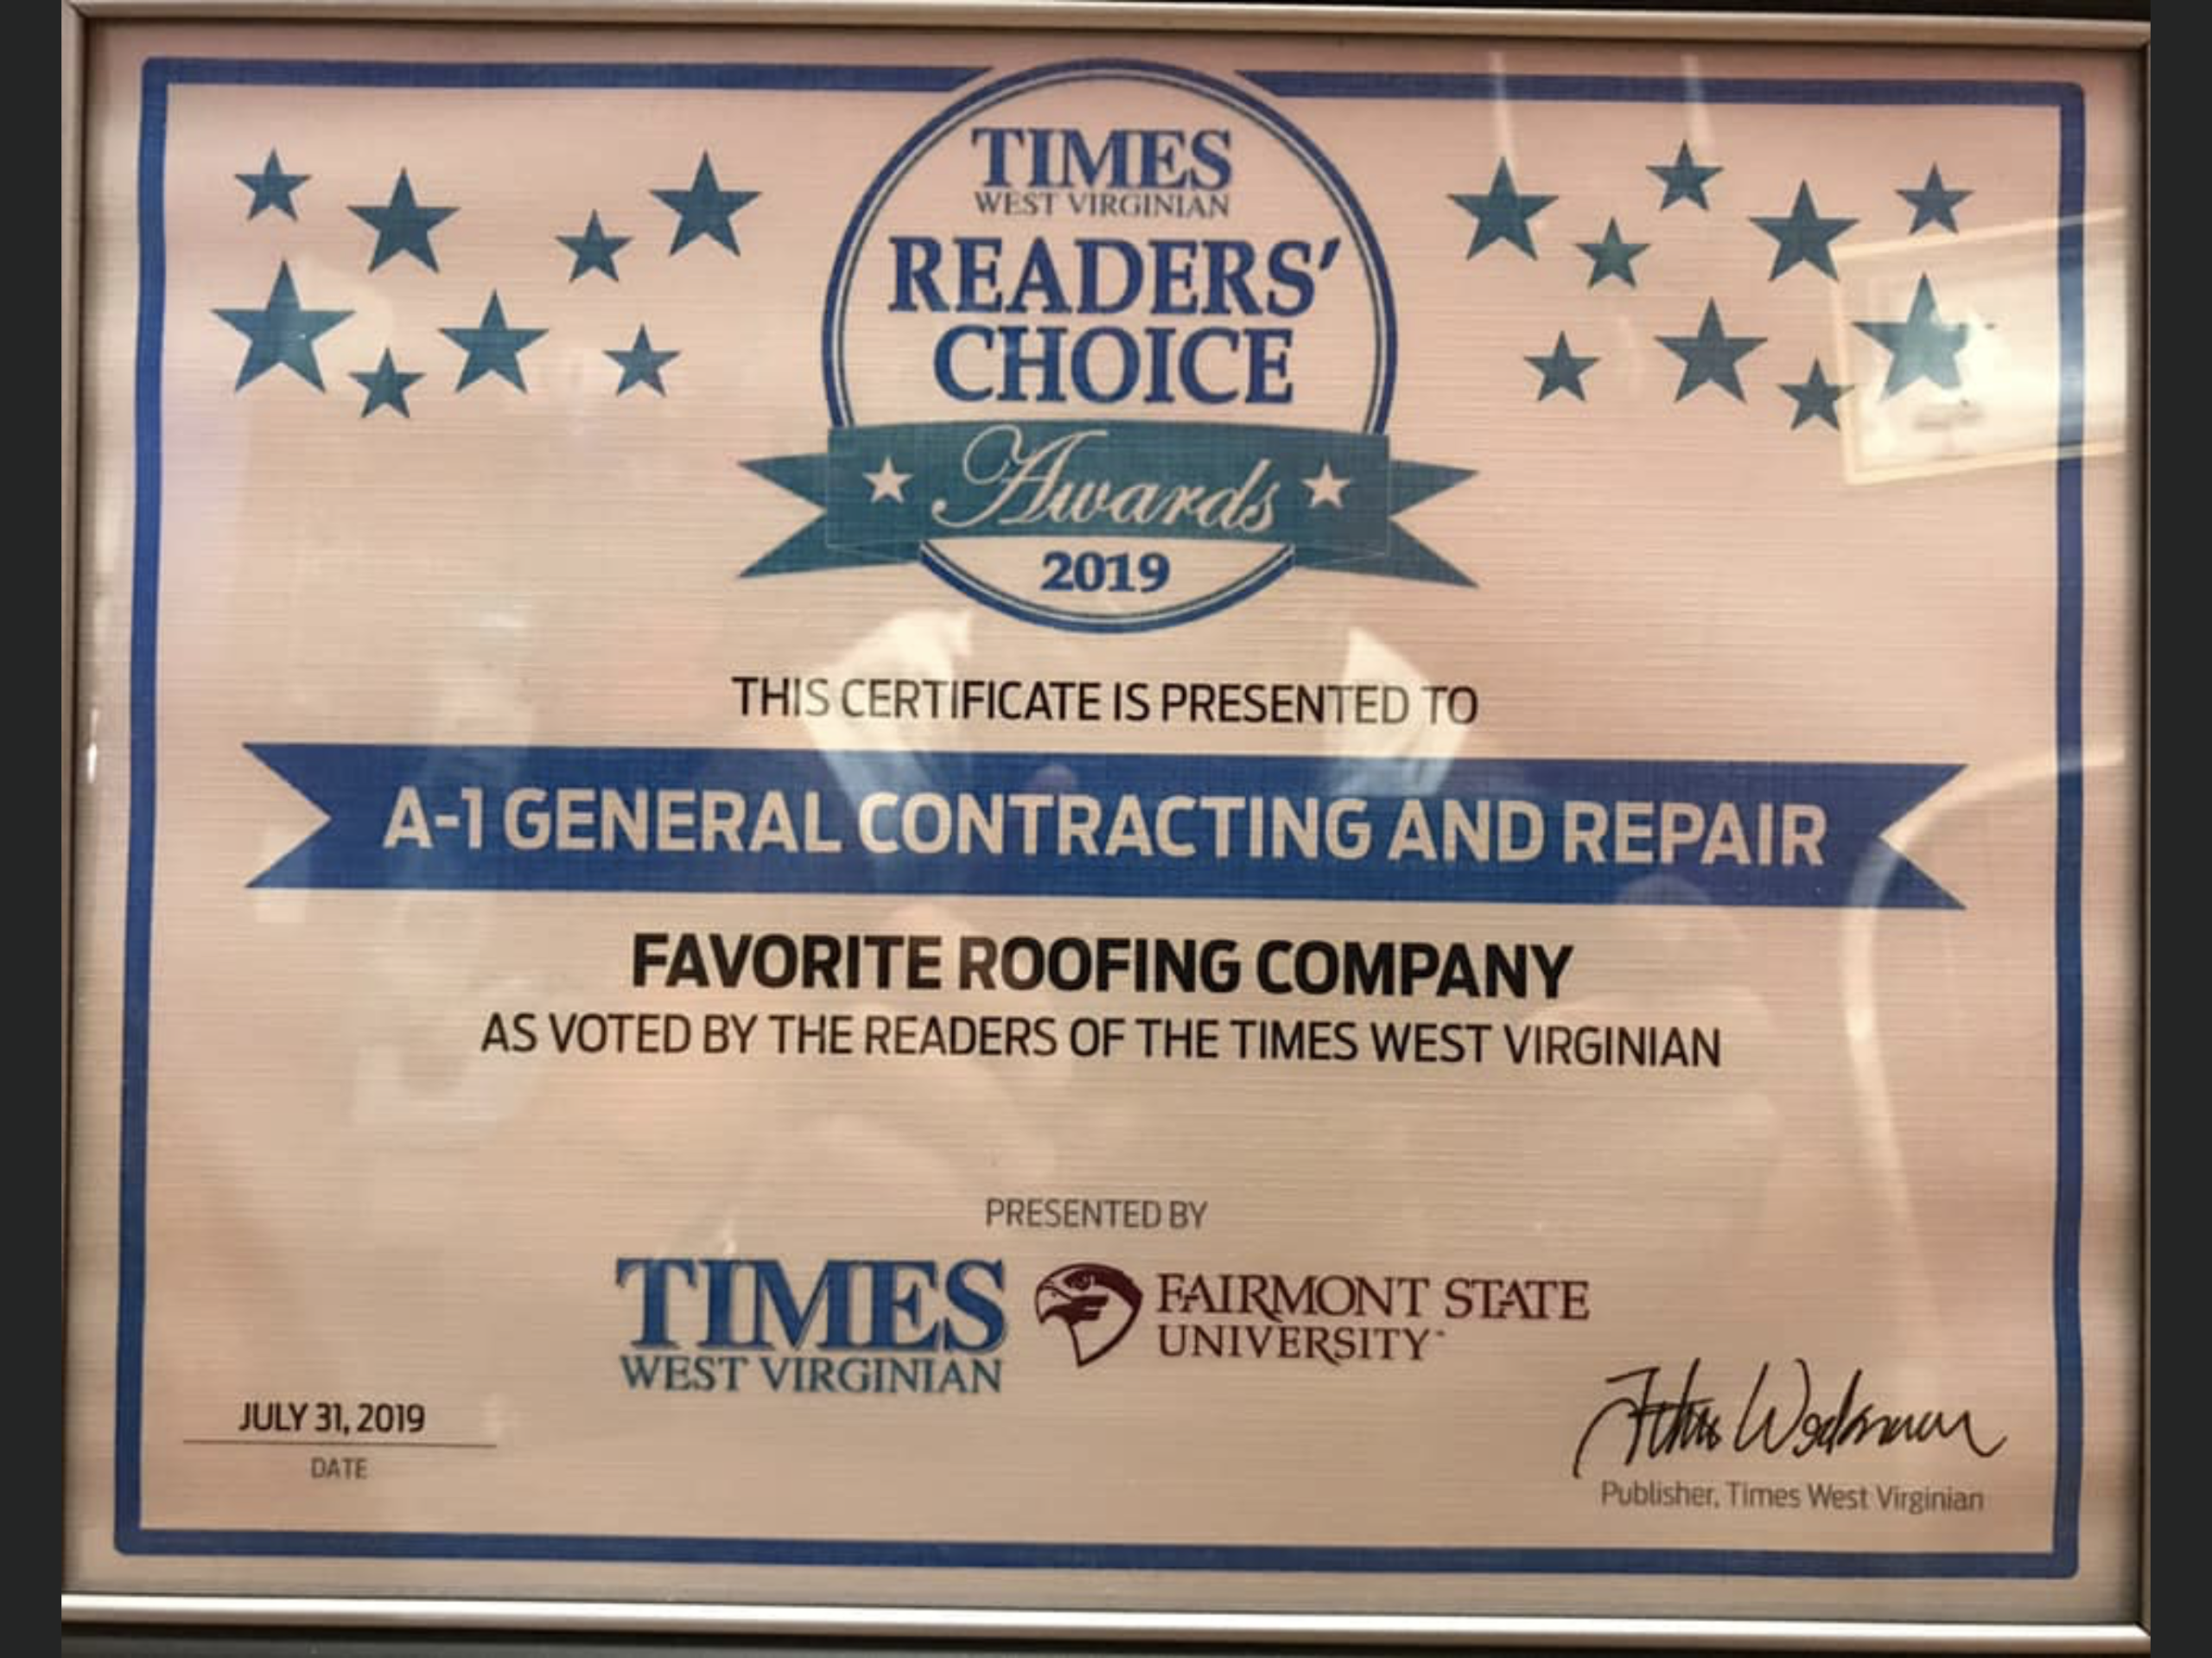 TIMES
WEST VIRGINIAN
READERS'
CHOICE
Awards
2019
THIS CERTIFICATE IS PRESENTED TO
A-1 GENERAL CONTRACTING AND REPAIR
FAVORITE ROOFING COMPANY
AS VOTED BY THE READERS OF THE TIMES WEST VIRGINIAN
PRESENTED BY
TIMES
WEST VIRGINIAN
FAIRMONT STATE
UNIVERSITY
JULY 31, 2019
DATE
Publisher, Times West Virginian